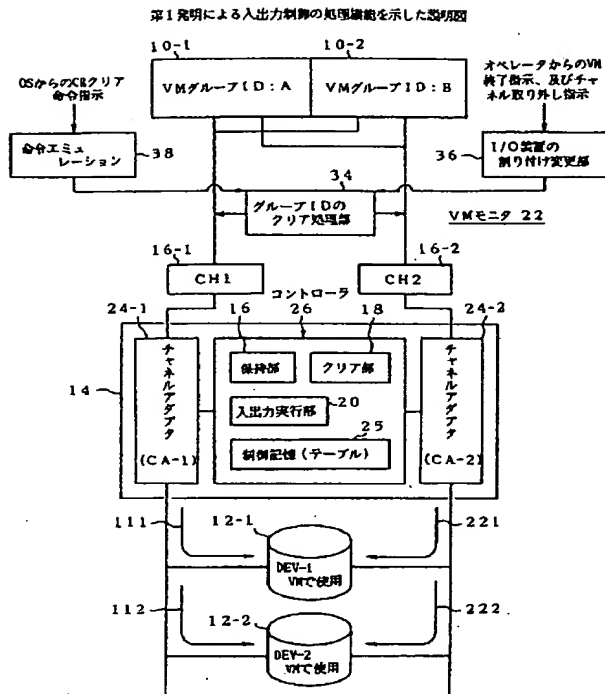 第1発明による入出力制御の処理機能を示した説明図
10-1
10-2
OSからのCRクリア
命令指示
VMグループID:A
VMグループID:B
オペレータからのVM
終了指示、及びチャ
ネル取り外し指示
命令エミュ
レーション
38
36
I/O装置の
割り付け変更部
34
グループIDの
クリア処理部
VMモニタ 22
16-1
16-2
CH1
CH2
コントローラ
24-1
26
24-2
14
チャネルアダプタ
(CA-1)
16
18
保持部
クリア部
20
入出力実行部
25
制御記憶(テーブル)
チャネルアダプタ
(CA-2)
111
12-1
221
DEV-1
VMで使用
112
12-2
222
DEV-2
VMで使用